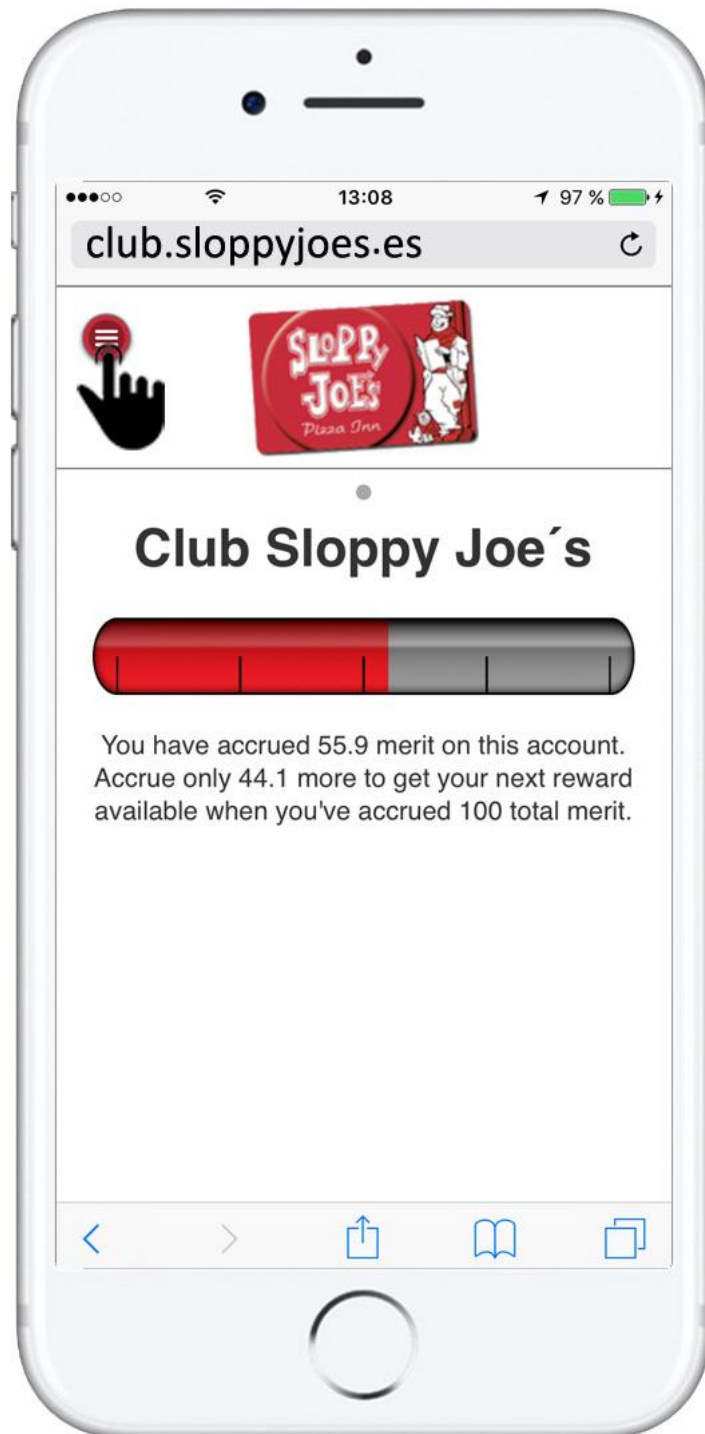 13:08
97 %
club.sloppyjoes.es
SLOPPY
JOE'S
Pizza Inn
Club Sloppy Joe´s
You have accrued 55.9 merit on this account.
Accrue only 44.1 more to get your next reward
available when you've accrued 100 total merit.